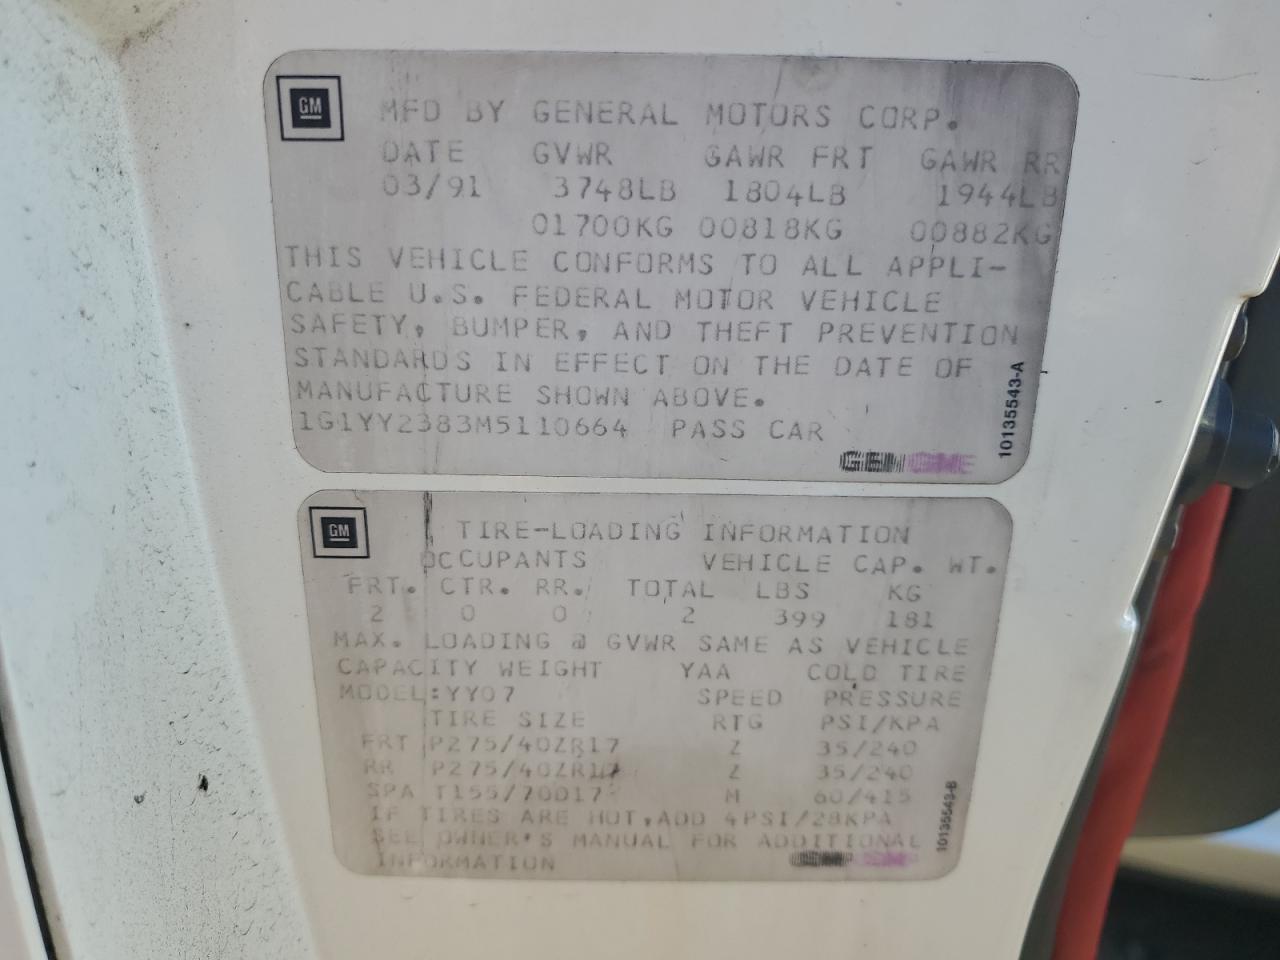 GM
MFD BY GENERAL MOTORS CORP.
DATE GVWR GAWR FRT GAWR RR
03/91 3748LB 1804LB 1944LB
01700KG 00818KG 00882KG
THIS VEHICLE CONFORMS TO ALL APPLI-
CABLE U.S. FEDERAL MOTOR VEHICLE
SAFETY, BUMPER, AND THEFT PREVENTION
STANDARDS IN EFFECT ON THE DATE OF
MANUFACTURE SHOWN ABOVE.
1G1YY2383M5110664 PASS CAR
10135543-A
GM
TIRE-LOADING INFORMATION
OCCUPANTS VEHICLE CAP. WT.
FRT. CTR. RR. TOTAL LBS KG
2 0 0 2 399 181
MAX. LOADING @ GVWR SAME AS VEHICLE
CAPACITY WEIGHT YAA COLD TIRE
MODEL:YY07 SPEED PRESSURE
TIRE SIZE RTG PSI/KPA
FRT P275/40ZR17 Z 35/240
RR P275/40ZR17 Z 35/240
SPA T155/70D17 M 60/415
IF TIRES ARE HOT,ADD 4PSI/28KPA
SEE OWNER'S MANUAL FOR ADDITIONAL
INFORMATION
10135543-B